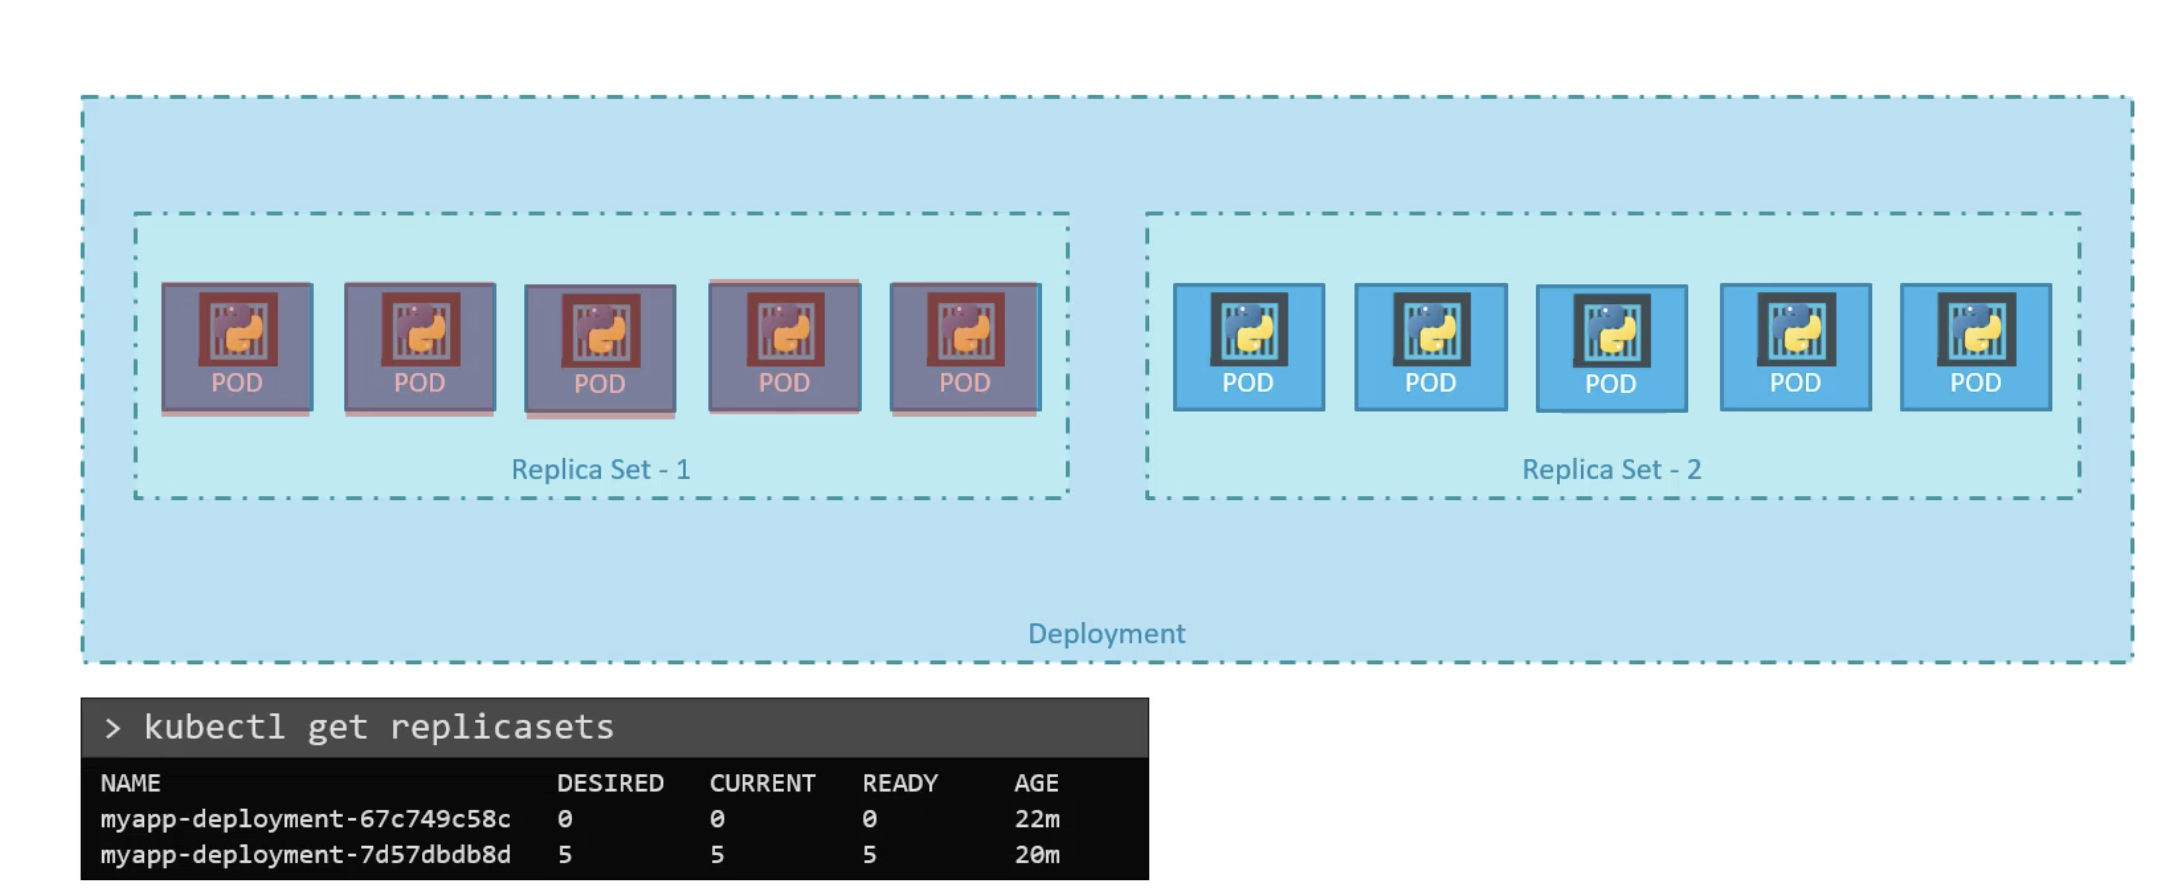 POD POD POD POD POD POD POD POD POD POD
Replica Set - 1 Replica Set - 2
Deployment
> kubectl get replicasets
NAME DESIRED CURRENT READY AGE
myapp-deployment-67c749c58c 0 0 0 22m
myapp-deployment-7d57dbdb8d 5 5 5 20m